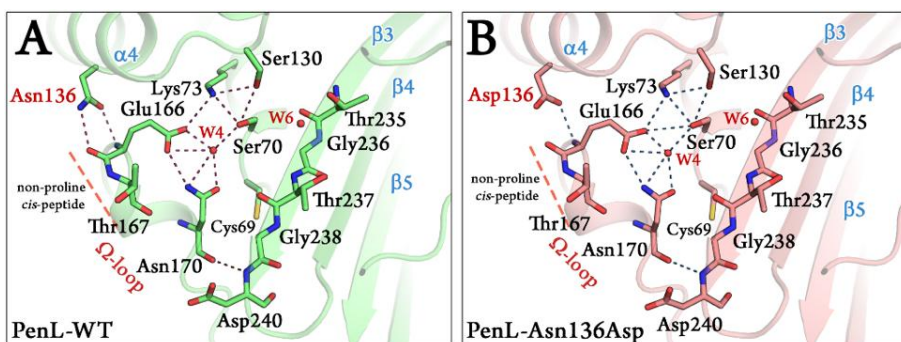 A
α4
Ser130
β3
Lys73
β4
Asn136
Glu166
W6
Thr235
W4
Ser70
Gly236
non-proline
cis-peptide
β5
Thr237
Thr167
Cys69
Gly238
Ω-loop
Asn170
PenL-WT
Asp240
B
α4
Ser130
β3
Lys73
β4
Asp136
Glu166
W6
Thr235
Ser70
W4
Gly236
non-proline
cis-peptide
Thr237
β5
Thr167
Cys69
Gly238
Ω-loop
Asn170
PenL-Asn136Asp
Asp240